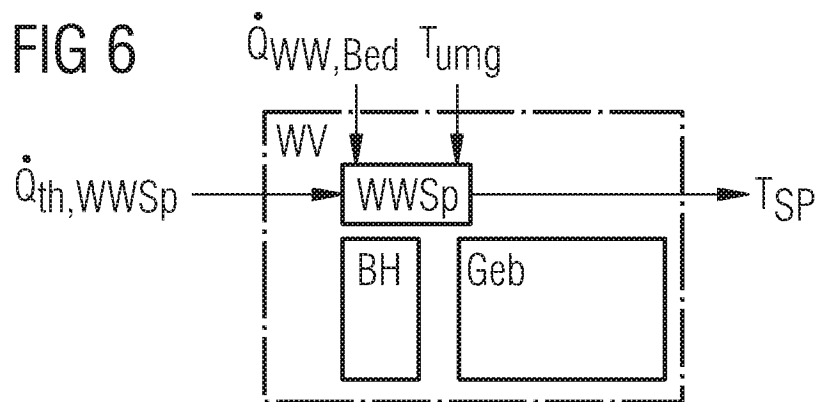 FIG 6
Q̇WW,Bed Tumg
WV
Q̇th,WWSp
WWSp
TSP
BH
Geb